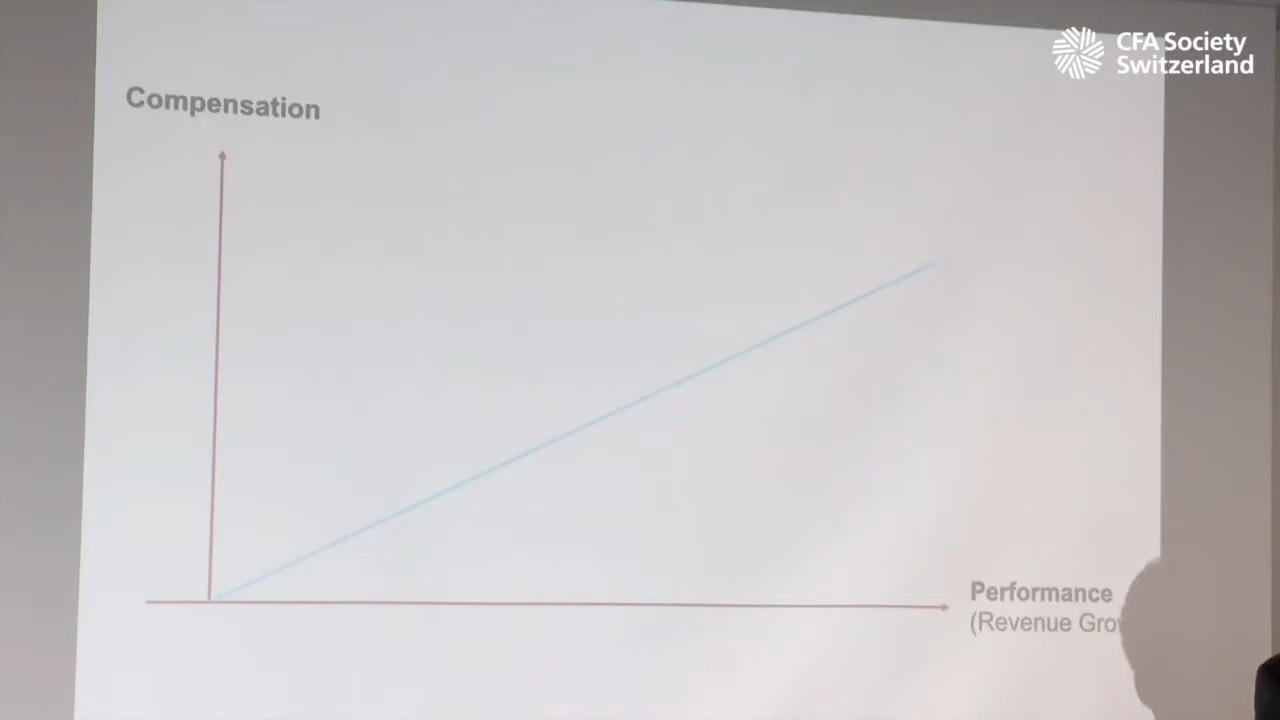 CFA Society
Switzerland
Compensation
Performance
(Revenue